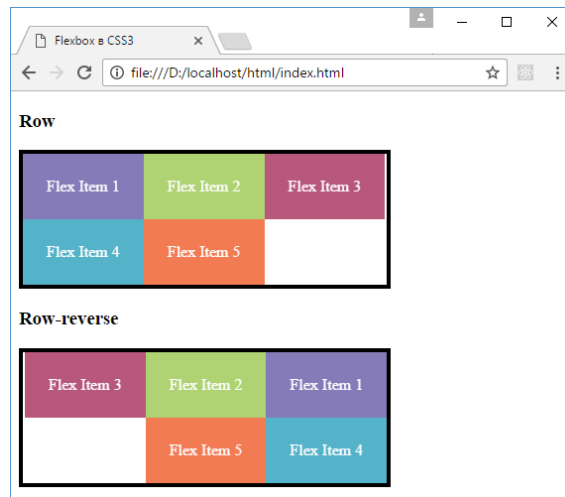 Flexbox в CSS3
file:///D:/localhost/html/index.html
Row
Flex Item 1 Flex Item 2 Flex Item 3
Flex Item 4 Flex Item 5
Row-reverse
Flex Item 3 Flex Item 2 Flex Item 1
Flex Item 5 Flex Item 4